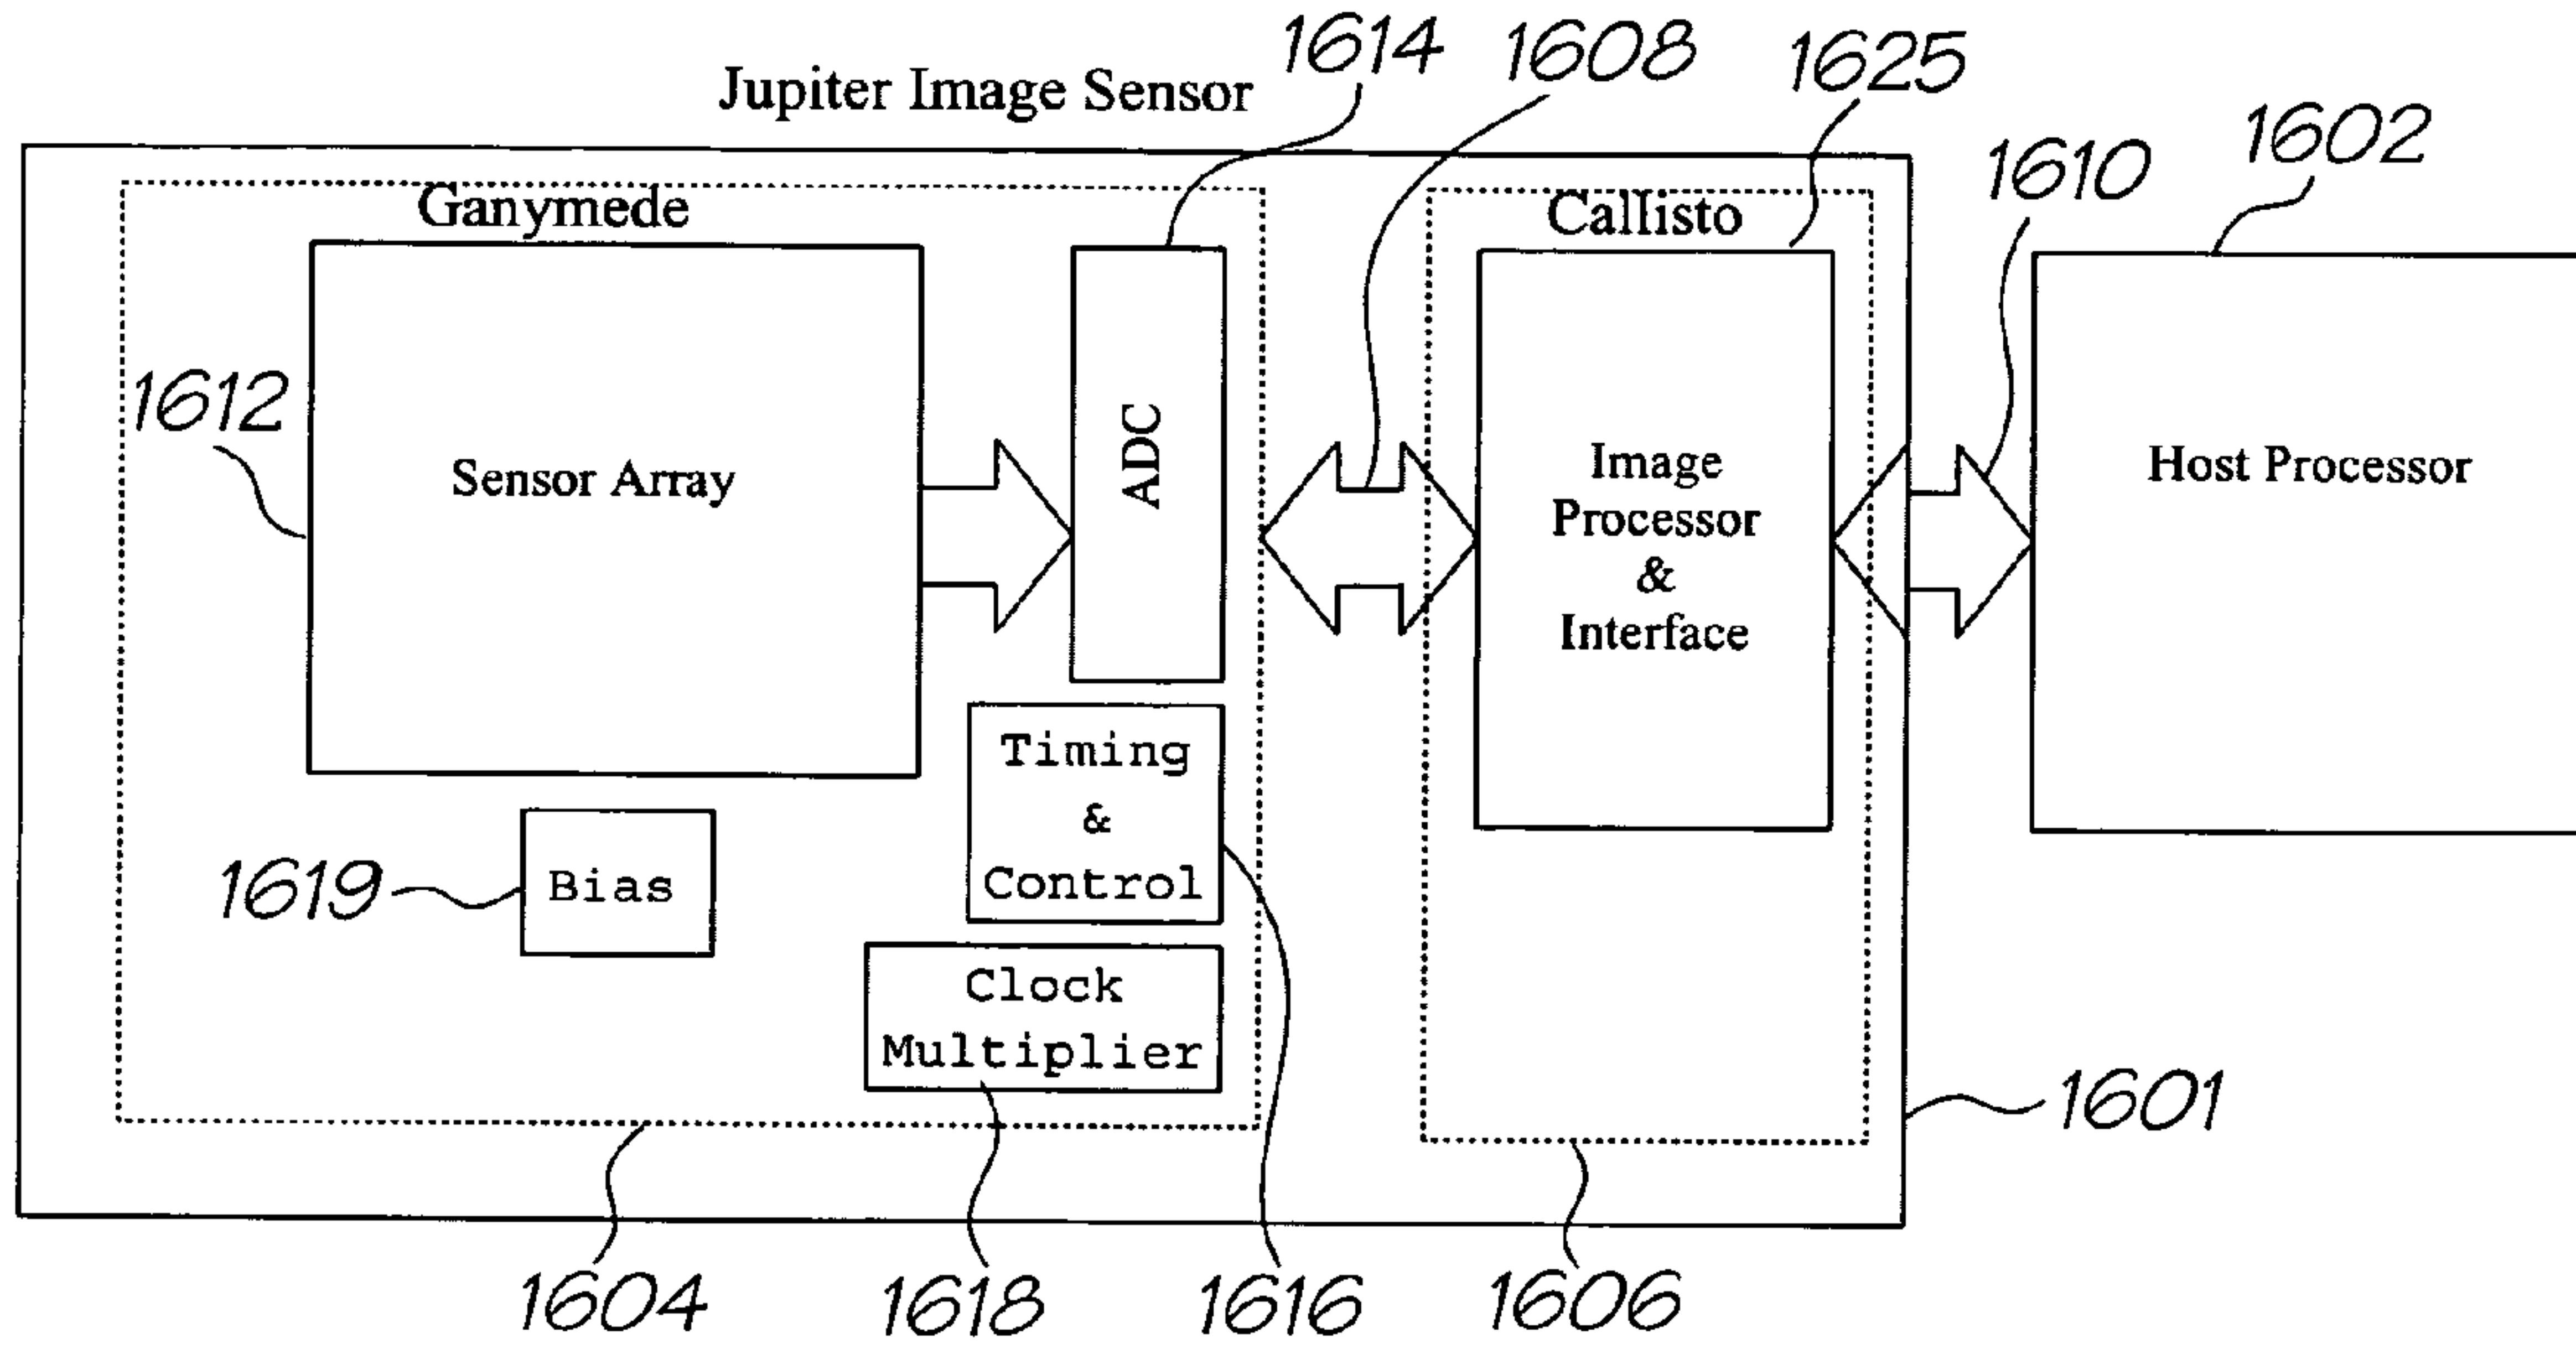 Jupiter Image Sensor
1614
1608
1625
1610
1602
Ganymede
Callisto
1612
Sensor Array
ADC
Image
Processor
&
Interface
Host Processor
Timing
&
Control
1619
Bias
Clock
Multiplier
1601
1604
1618
1616
1606